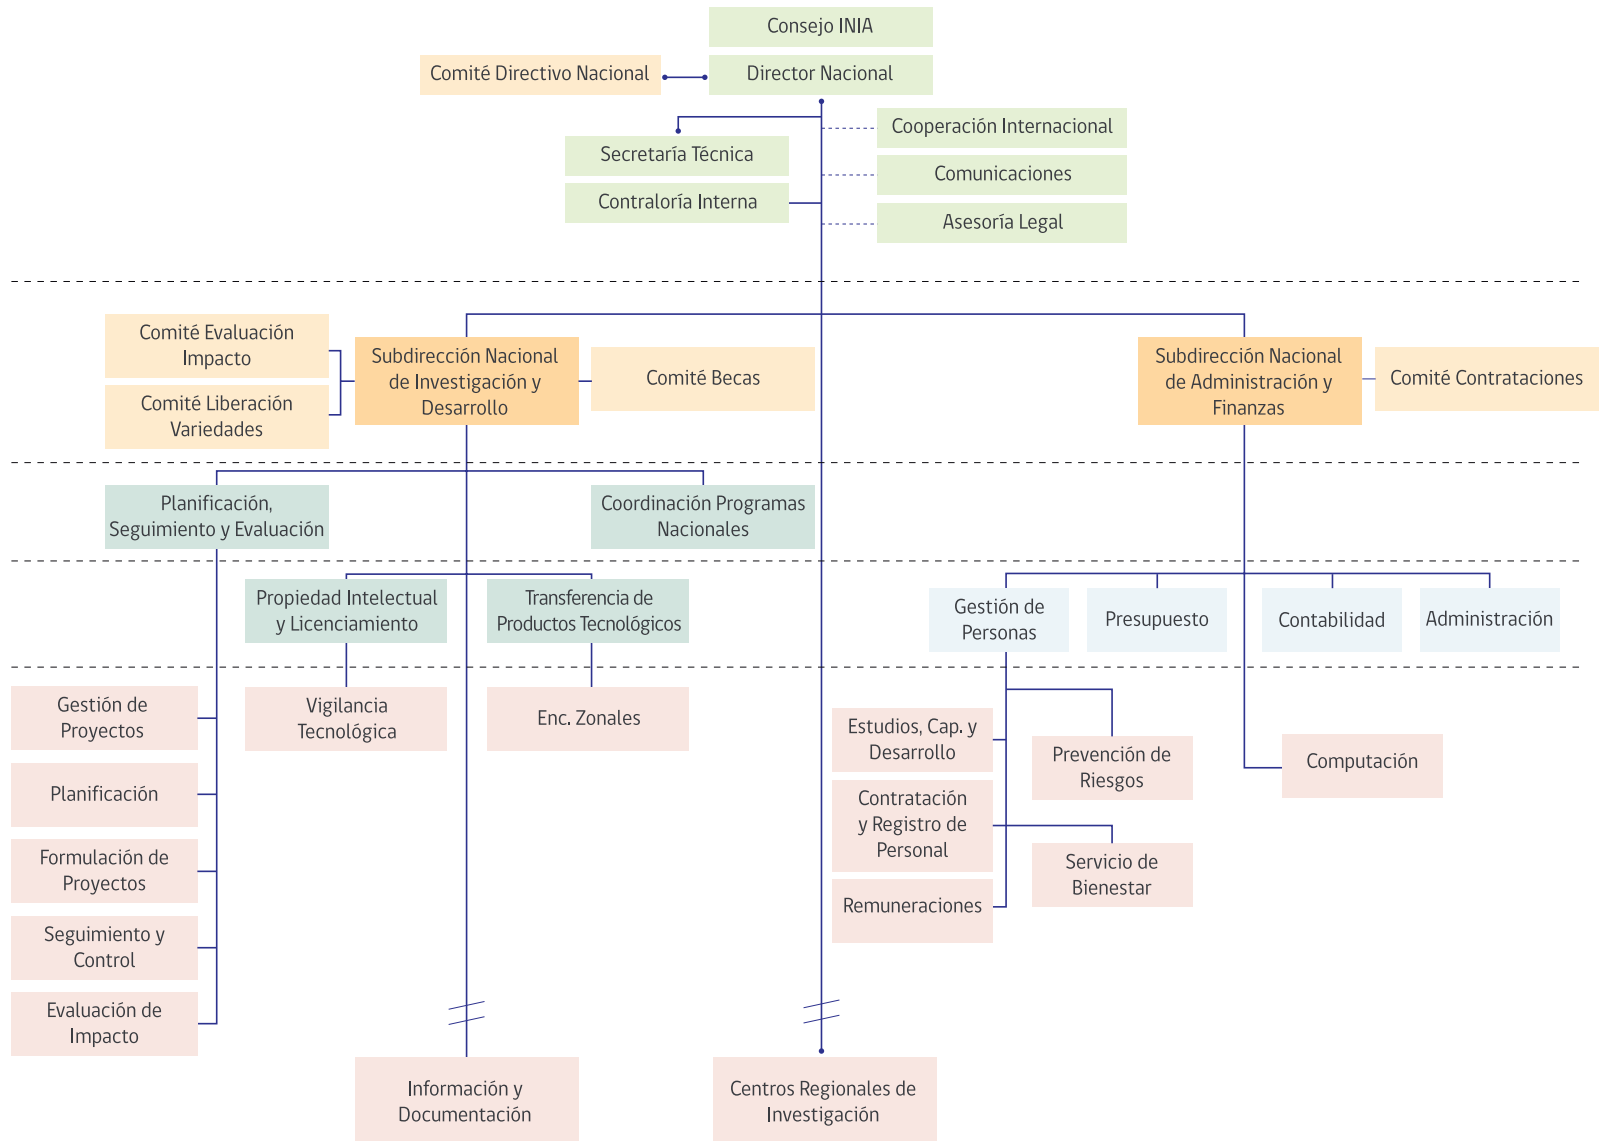 Consejo INIA
Comité Directivo Nacional
Director Nacional
Cooperación Internacional
Secretaría Técnica
Comunicaciones
Contraloría Interna
Asesoría Legal
Comité Evaluación
Impacto
Comité Liberación
Variedades
Subdirección Nacional
de Investigación y
Desarrollo
Comité Becas
Subdirección Nacional
de Administración y
Finanzas
Comité Contrataciones
Planificación,
Seguimiento y Evaluación
Coordinación Programas
Nacionales
Propiedad Intelectual
y Licenciamiento
Transferencia de
Productos Tecnológicos
Gestión de
Personas
Presupuesto
Contabilidad
Administración
Gestión de
Proyectos
Vigilancia
Tecnológica
Enc. Zonales
Estudios, Cap. y
Desarrollo
Prevención de
Riesgos
Computación
Planificación
Contratación
y Registro de
Personal
Formulación de
Proyectos
Servicio de
Bienestar
Remuneraciones
Seguimiento y
Control
Evaluación de
Impacto
Información y
Documentación
Centros Regionales de
Investigación